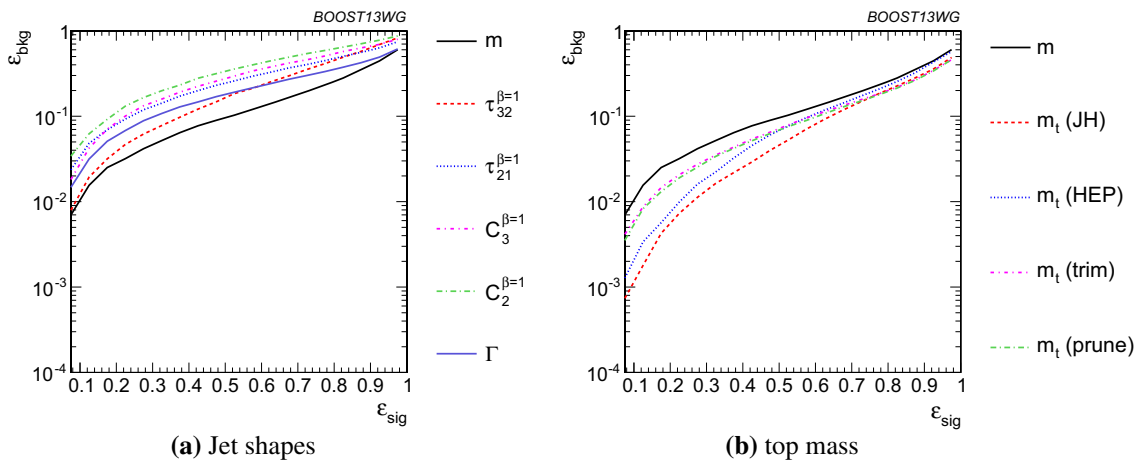 BOOST13WG
ε_bkg
1
10^-1
10^-2
10^-3
10^-4
0.1 0.2 0.3 0.4 0.5 0.6 0.7 0.8 0.9 1
ε_sig
m
τ_32^β=1
τ_21^β=1
C_3^β=1
C_2^β=1
Γ
(a) Jet shapes
BOOST13WG
ε_bkg
1
10^-1
10^-2
10^-3
10^-4
0.1 0.2 0.3 0.4 0.5 0.6 0.7 0.8 0.9 1
ε_sig
m
m_t (JH)
m_t (HEP)
m_t (trim)
m_t (prune)
(b) top mass